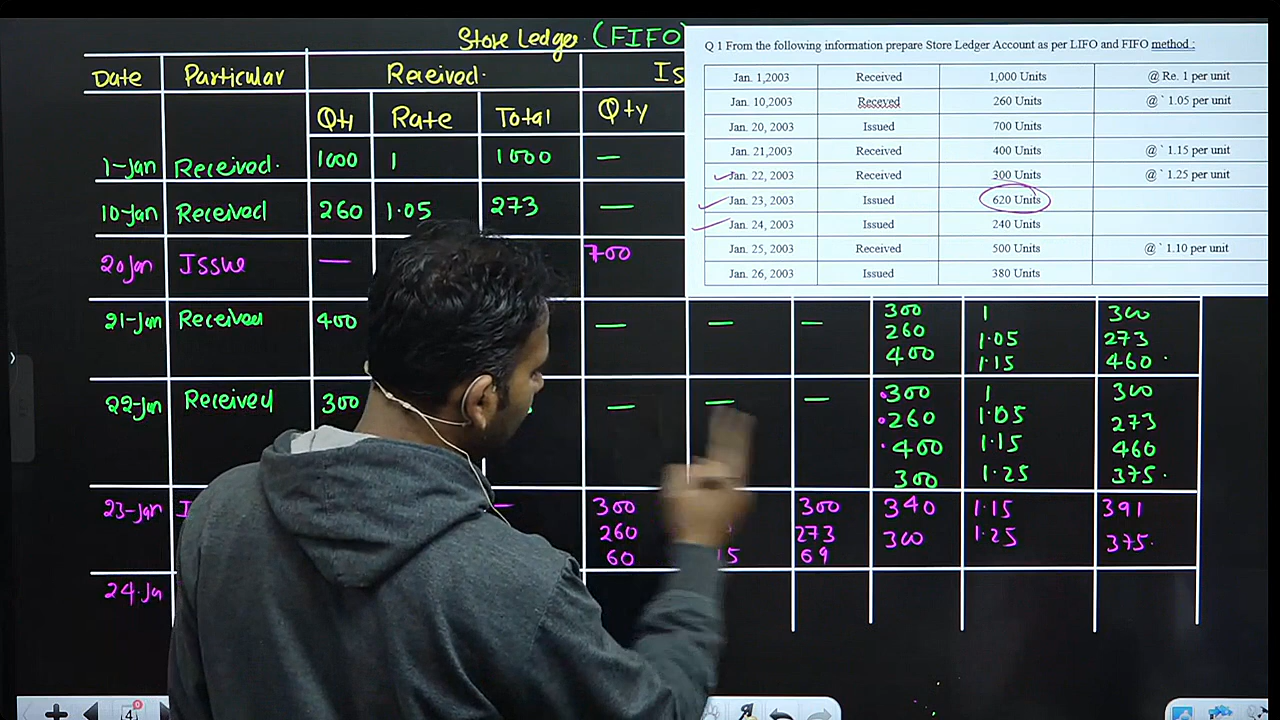 Store Ledger (FIFO)
Q 1 From the following information prepare Store Ledger Account as per LIFO and FIFO method :
Jan. 1,2003 Received 1,000 Units @ Re. 1 per unit
Jan. 10,2003 Receved 260 Units @ ` 1.05 per unit
Jan. 20, 2003 Issued 700 Units
Jan. 21,2003 Received 400 Units @ ` 1.15 per unit
Jan. 22, 2003 Received 300 Units @ ` 1.25 per unit
Jan. 23, 2003 Issued 620 Units
Jan. 24, 2003 Issued 240 Units
Jan. 25, 2003 Received 500 Units @ ` 1.10 per unit
Jan. 26, 2003 Issued 380 Units
Date Particular Received. Is
Qty Rate Total Qty
1-Jan Received. 1000 1 1000 —
10-Jan Received 260 1.05 273 —
20Jan Issue — 700
21-Jan Received 400 — — — 300 1 300
260 1.05 273
400 1.15 460.
22-Jan Received 300 — — — 300 1 300
260 1.05 273
400 1.15 460
300 1.25 375.
23-Jan I — 300 300 340 1.15 391
260 273 300 1.25 375.
60 15 69
24.Ja
4